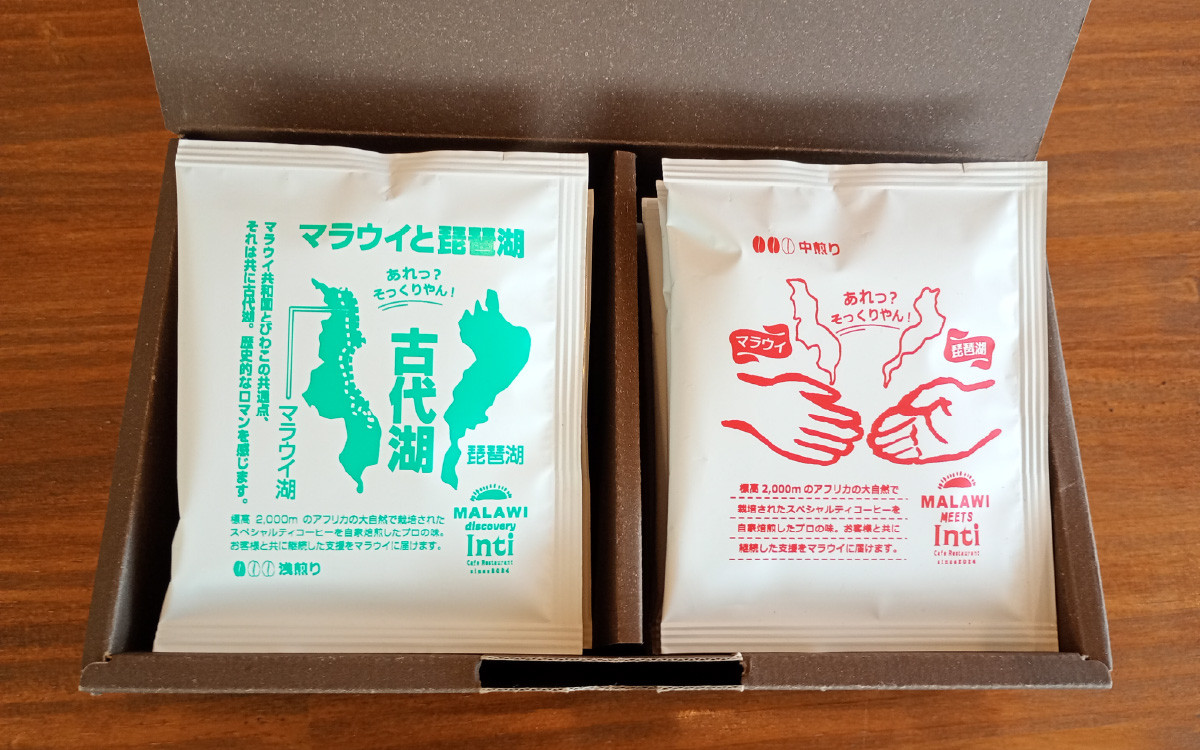 マラウイと琵琶湖
マラウイ共和国とびわこの共通点、
それは共に古代湖。歴史的なロマンを感じます。
あれっ?
そっくりやん!
古代湖
マラウイ湖
琵琶湖
標高 2,000m のアフリカの大自然で栽培された
スペシャルティコーヒーを自家焙煎したプロの味。
お客様と共に継続した支援をマラウイに届けます。
浅煎り
MALAWI
discovery
Inti
Cafe Restaurant
since2024
中煎り
あれっ?
そっくりやん!
マラウイ
琵琶湖
標高 2,000m のアフリカの大自然で
栽培されたスペシャルティコーヒーを
自家焙煎したプロの味。お客様と共に
継続した支援をマラウイに届けます。
MALAWI
MEETS
Inti
Cafe Restaurant
since2024